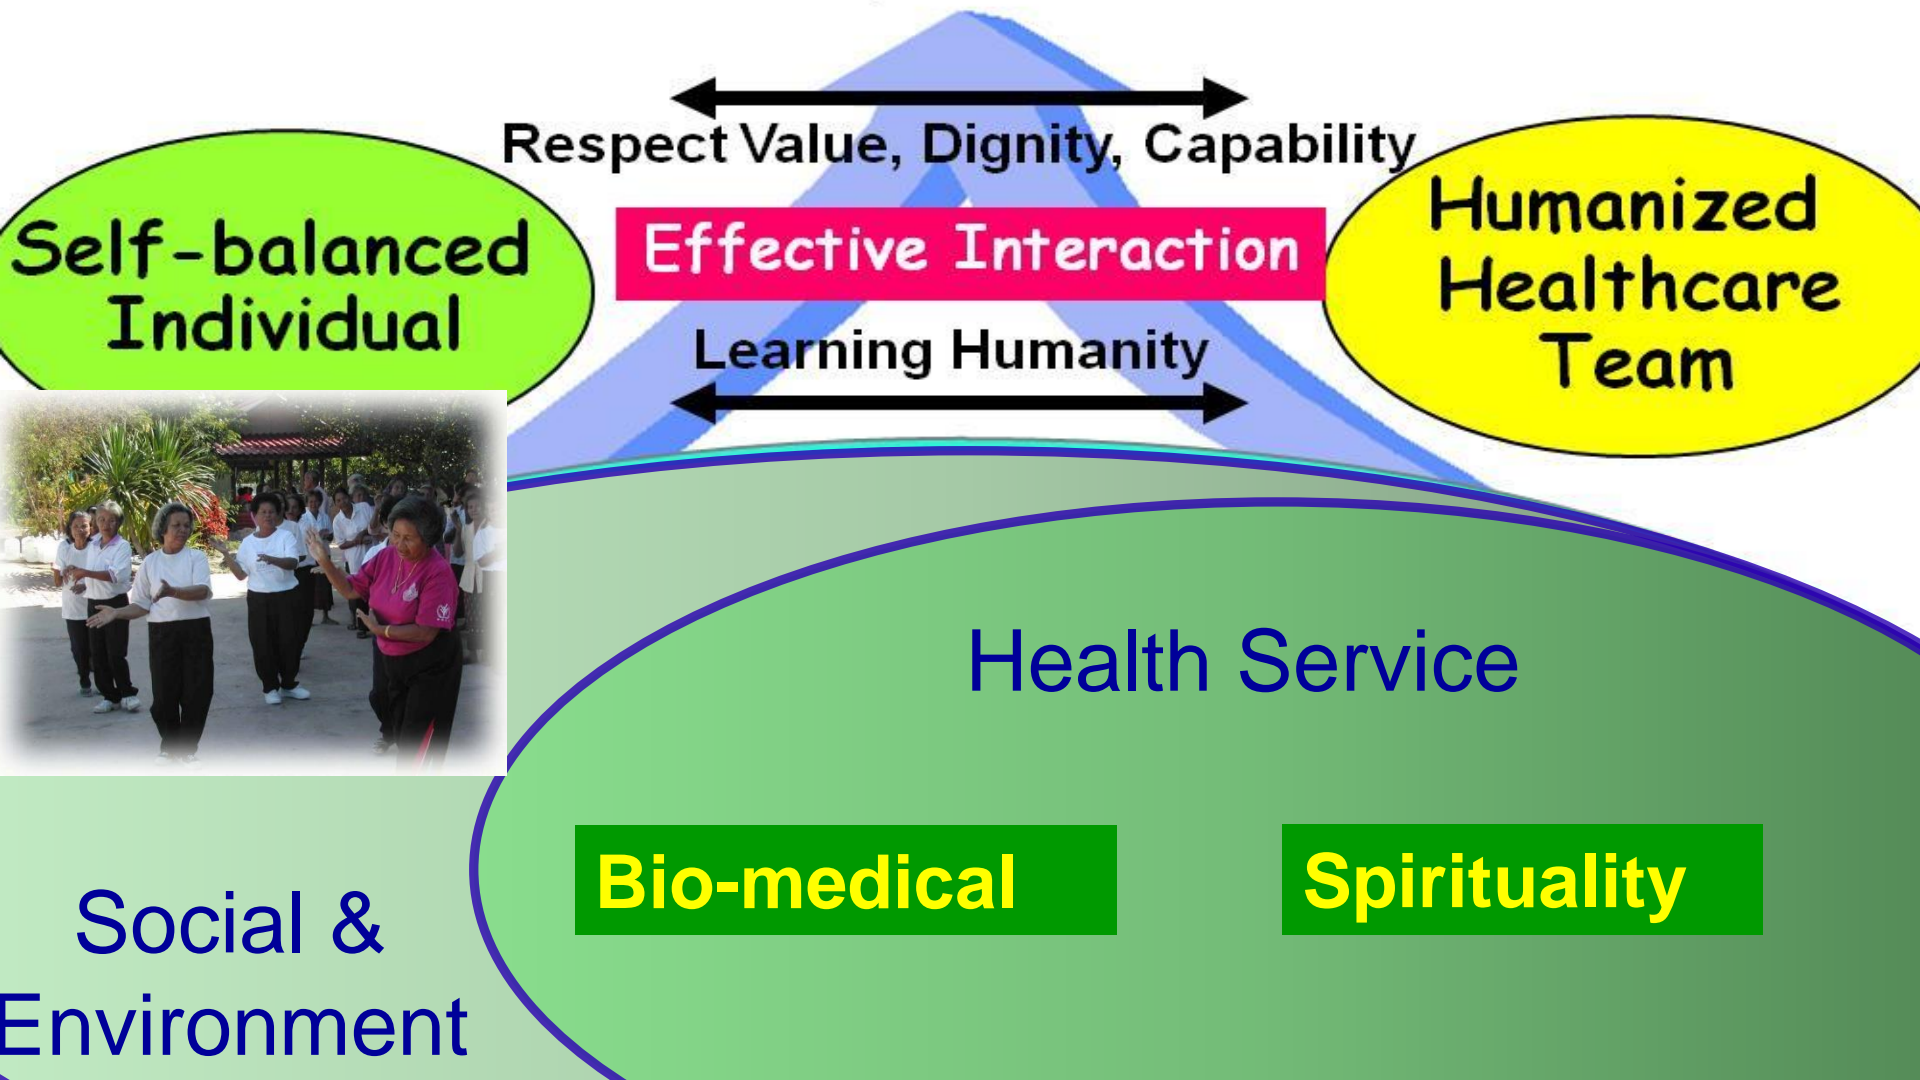 Respect Value, Dignity, Capability
Self-balanced
Individual
Effective Interaction
Humanized
Healthcare
Team
Learning Humanity
Health Service
Bio-medical
Spirituality
Social &
Environment